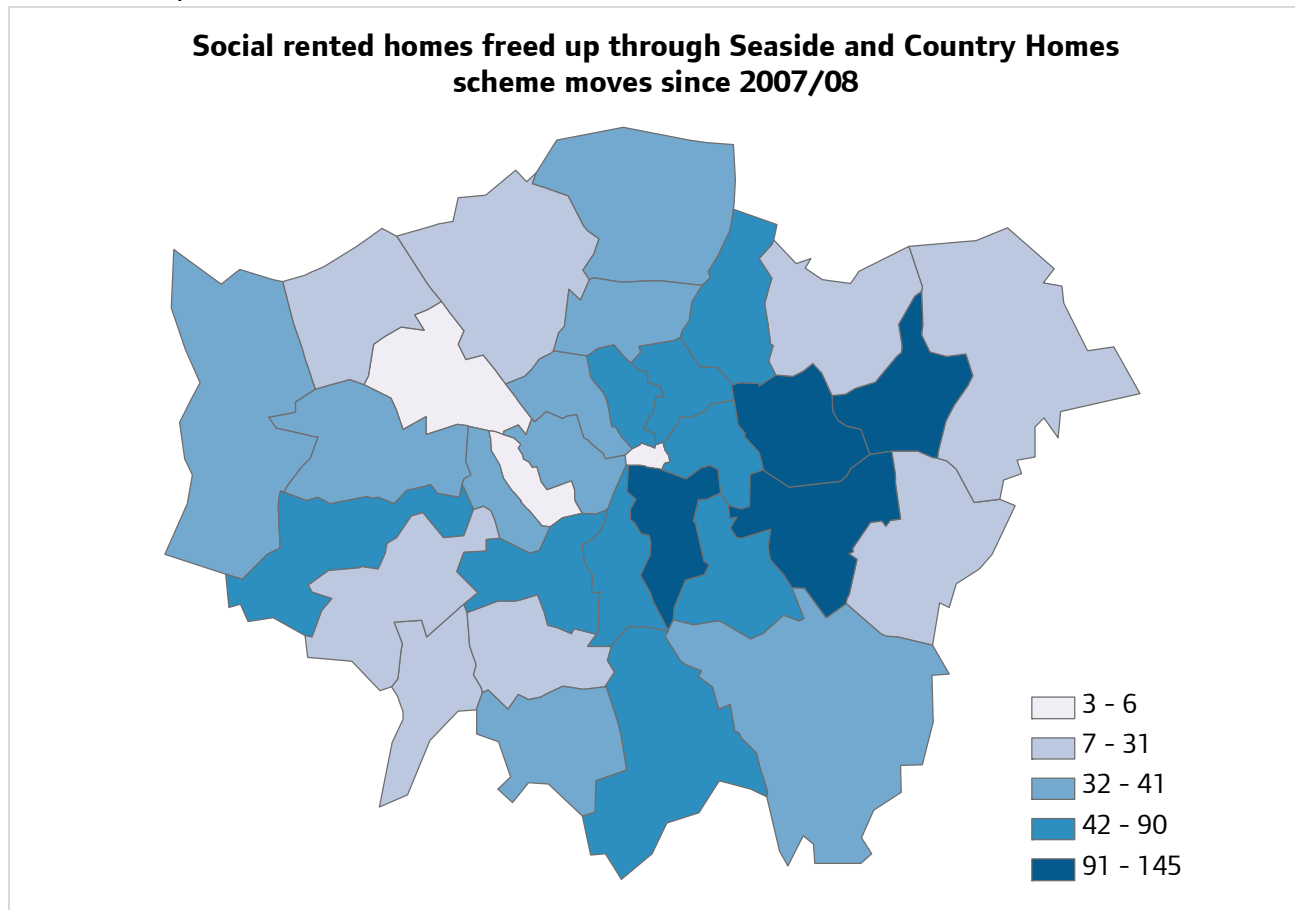 Social rented homes freed up through Seaside and Country Homes
scheme moves since 2007/08
3 - 6
7 - 31
32 - 41
42 - 90
91 - 145